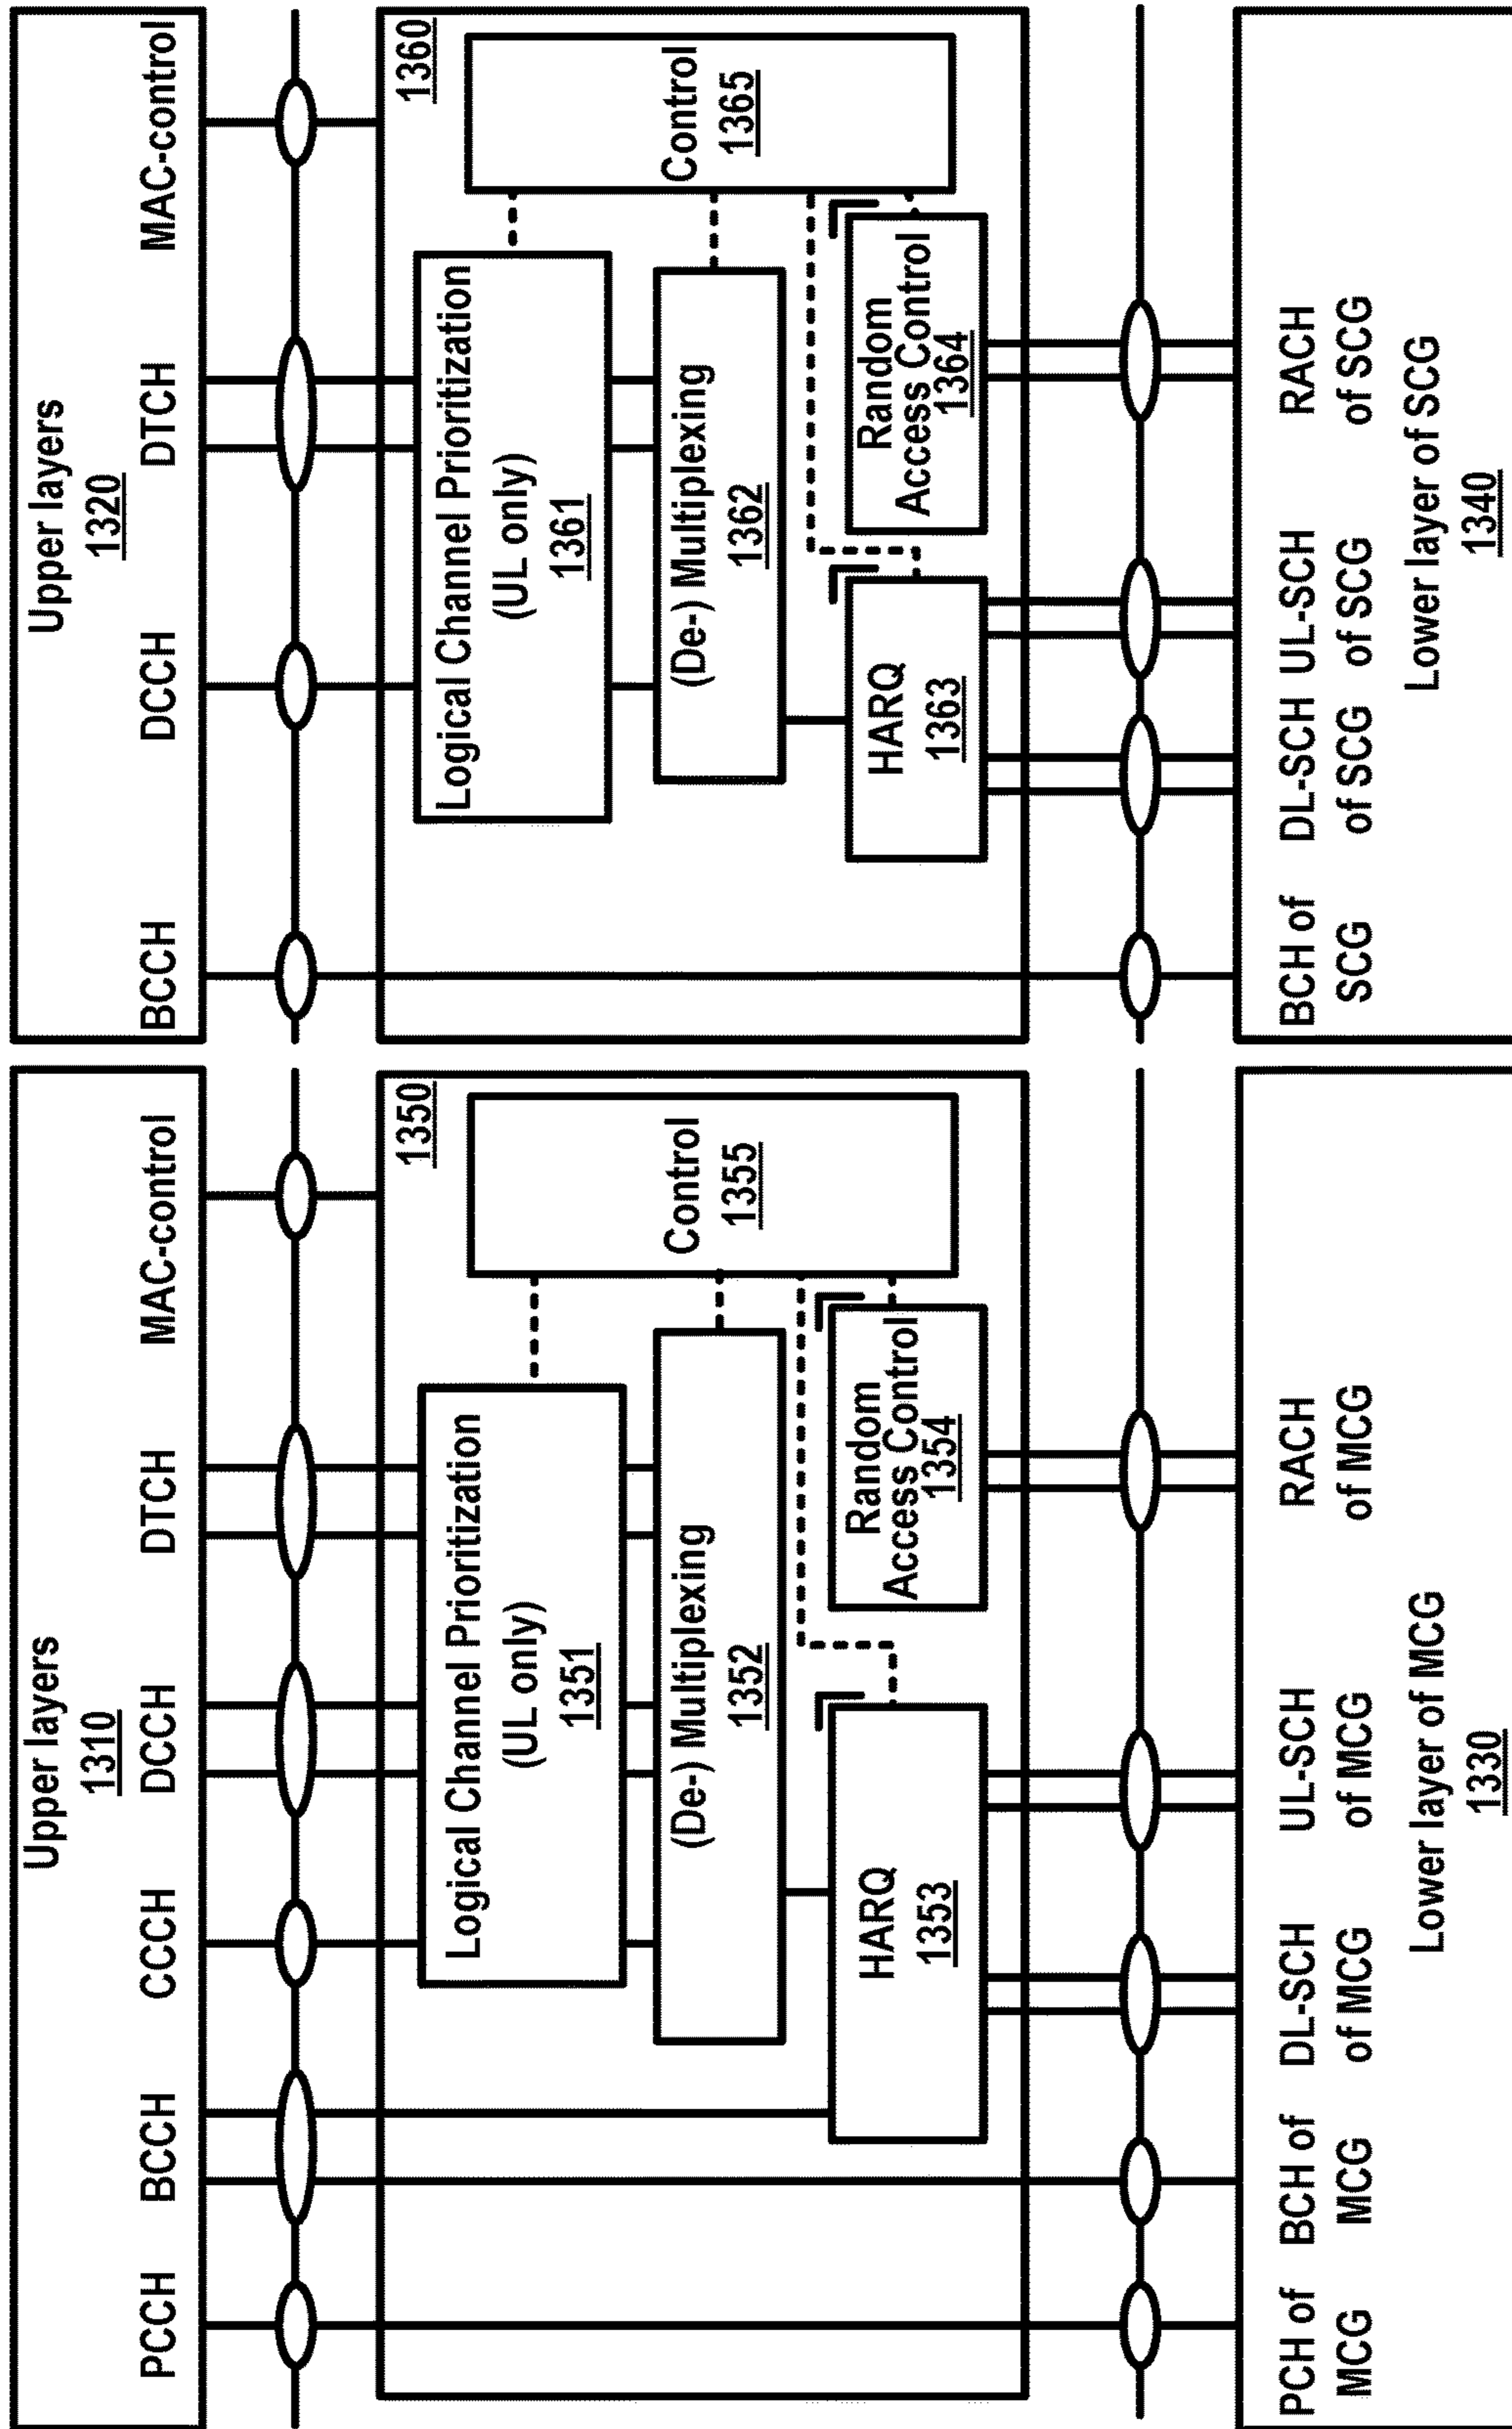 Upper layers
1310
PCCH BCCH CCCH DCCH DTCH MAC-control
1350
Logical Channel Prioritization
(UL only)
1351
(De-) Multiplexing
1352
HARQ
1353
Random
Access Control
1354
Control
1355
PCH of
MCG
BCH of
MCG
DL-SCH
of MCG
UL-SCH
of MCG
RACH
of MCG
Lower layer of MCG
1330
Upper layers
1320
BCCH DCCH DTCH MAC-control
1360
Logical Channel Prioritization
(UL only)
1361
(De-) Multiplexing
1362
HARQ
1363
Random
Access Control
1364
Control
1365
BCH of
SCG
DL-SCH
of SCG
UL-SCH
of SCG
RACH
of SCG
Lower layer of SCG
1340